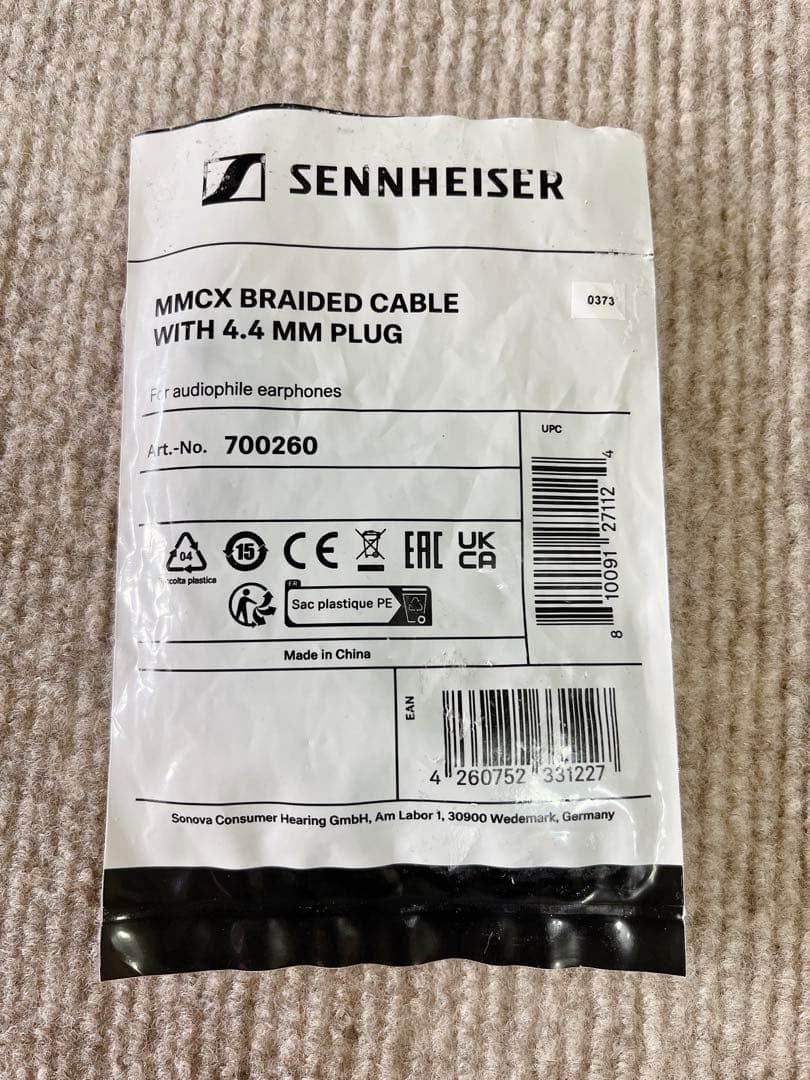 SENNHEISER
MMCX BRAIDED CABLE
WITH 4.4 MM PLUG
0373
For audiophile earphones
Art.-No. 700260
UPC
8 10091 27112 4
04
15
CE
EAC
UK
CA
colta plastica
FR
Sac plastique PE
Made in China
EAN
4 260752 331227
Sonova Consumer Hearing GmbH, Am Labor 1, 30900 Wedemark, Germany